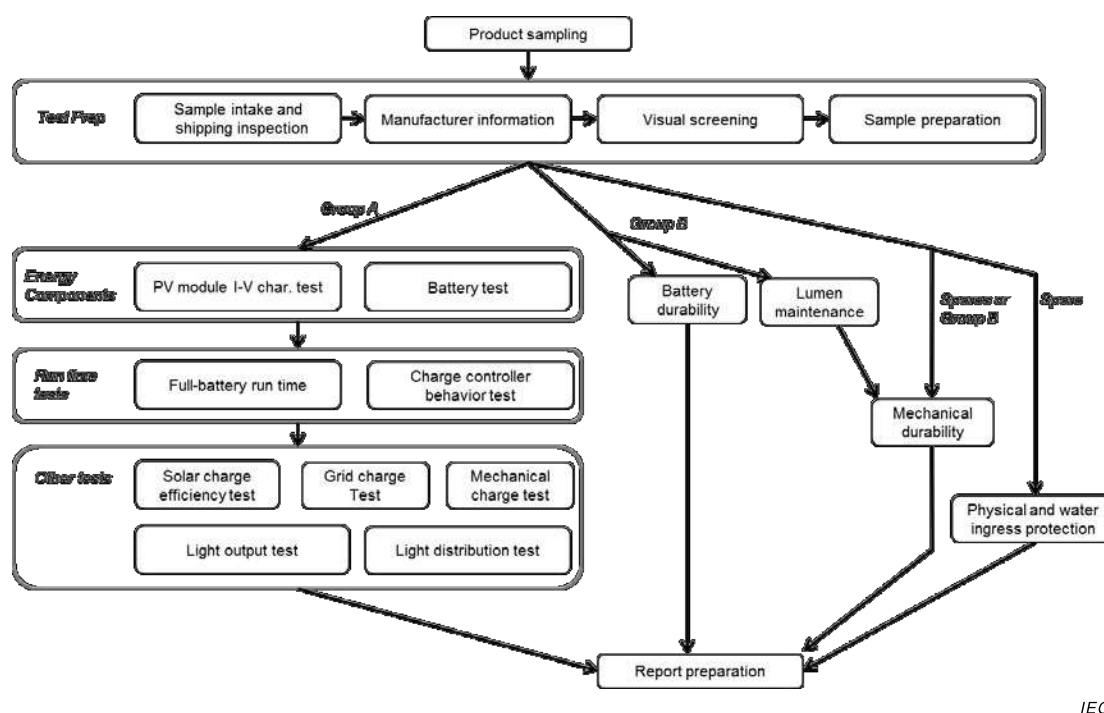 Product sampling
Test Prep
Sample intake and
shipping inspection
Manufacturer information
Visual screening
Sample preparation
Group A
Group B
Energy
Components
PV module I-V char. test
Battery test
Battery
durability
Lumen
maintenance
Spares or
Group B
Spares
Run time
tests
Full-battery run time
Charge controller
behavior test
Mechanical
durability
Other tests
Solar charge
efficiency test
Grid charge
Test
Mechanical
charge test
Physical and water
ingress protection
Light output test
Light distribution test
Report preparation
IEC